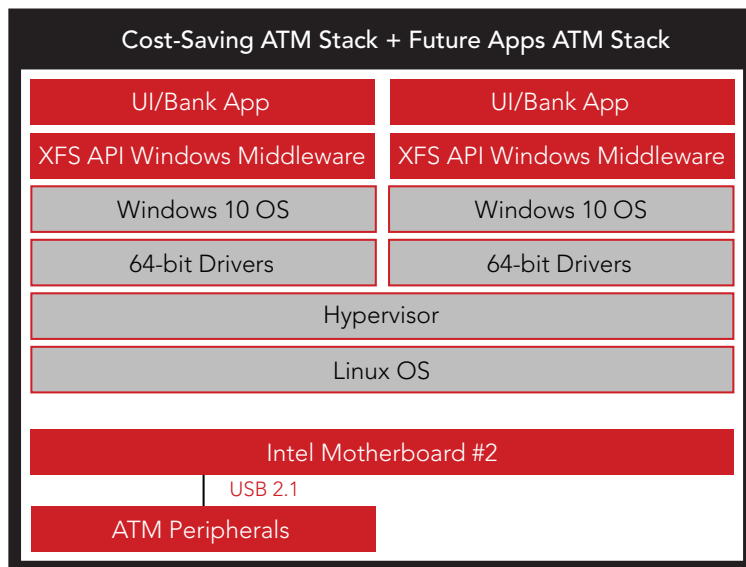 Cost-Saving ATM Stack + Future Apps ATM Stack
UI/Bank App UI/Bank App
XFS API Windows Middleware XFS API Windows Middleware
Windows 10 OS Windows 10 OS
64-bit Drivers 64-bit Drivers
Hypervisor
Linux OS
Intel Motherboard #2
USB 2.1
ATM Peripherals